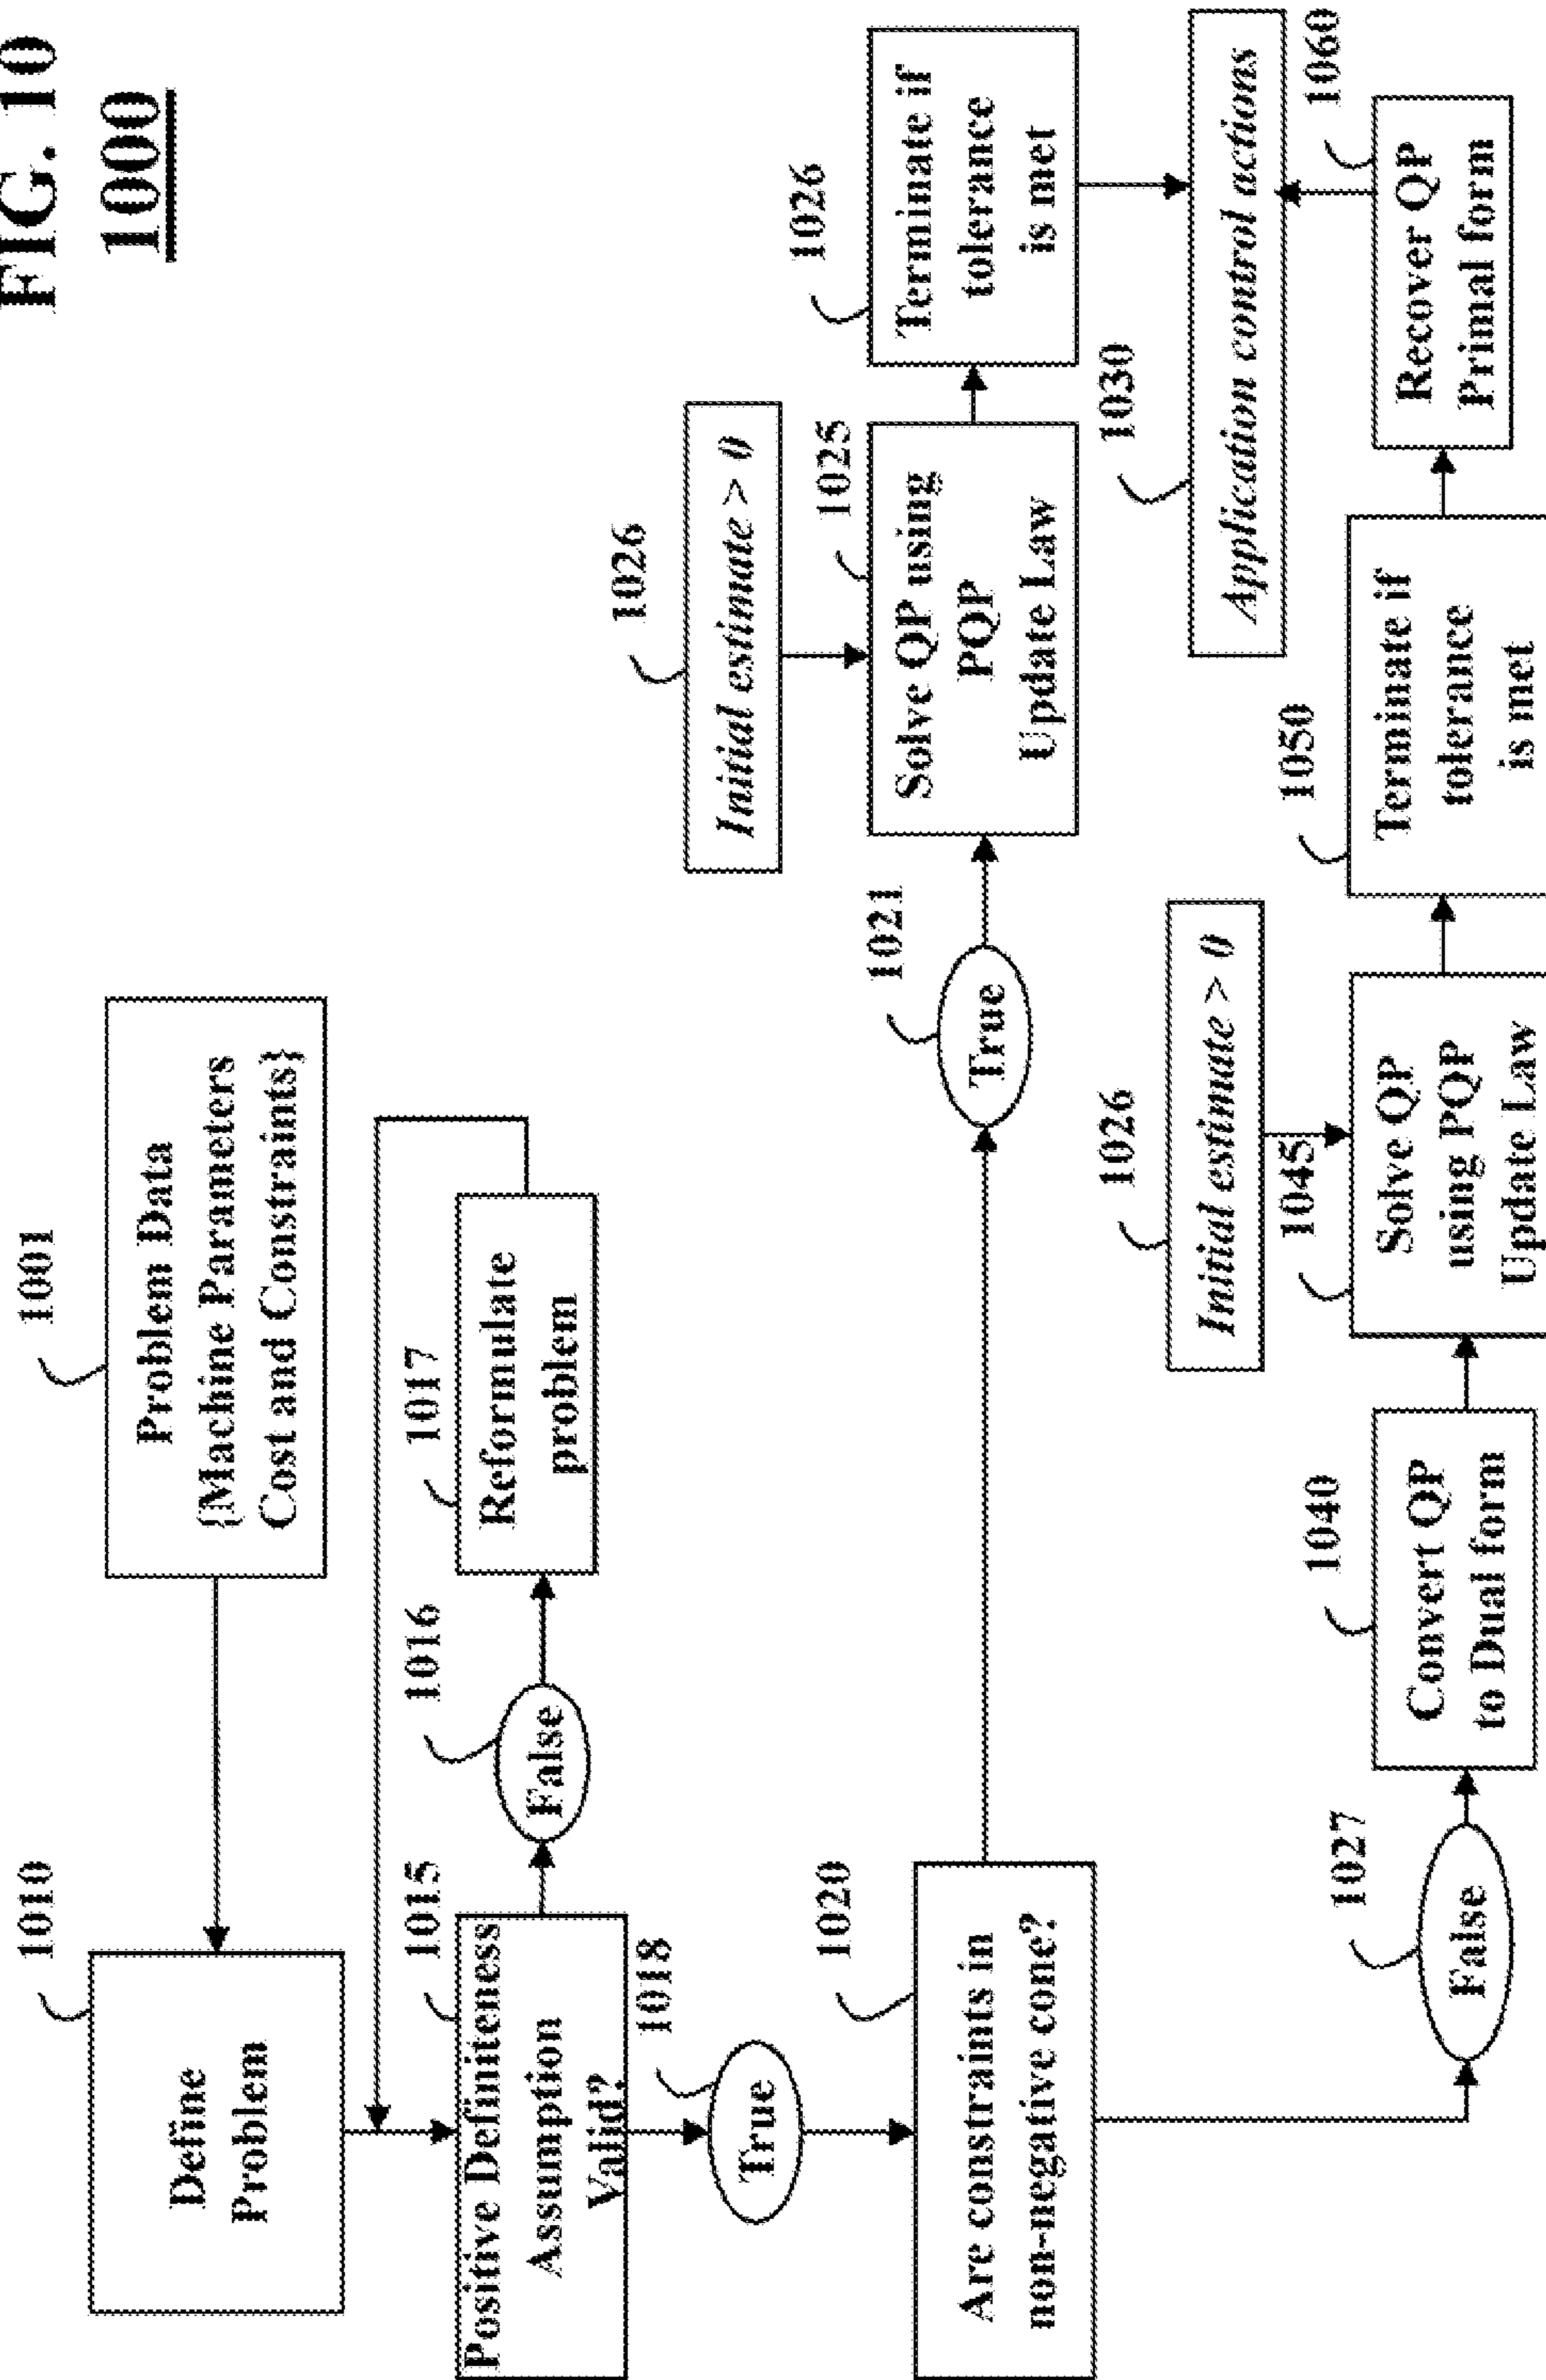 FIG. 10
1000
1001
Problem Data
{Machine Parameters
Cost and Constraints}
1010
Define
Problem
1015
Positive Definiteness
Assumption
Valid?
1016
False
1017
Reformulate
problem
1018
True
1020
Are constraints in
non-negative cone?
1021
True
1026
Initial estimate > 0
1025
Solve QP using
PQP
Update Law
1026
Terminate if
tolerance
is met
1030
Application control actions
1027
False
1040
Convert QP
to Dual form
1026
Initial estimate > 0
1045
Solve QP
using PQP
Update Law
1050
Terminate if
tolerance
is met
1060
Recover QP
Primal form